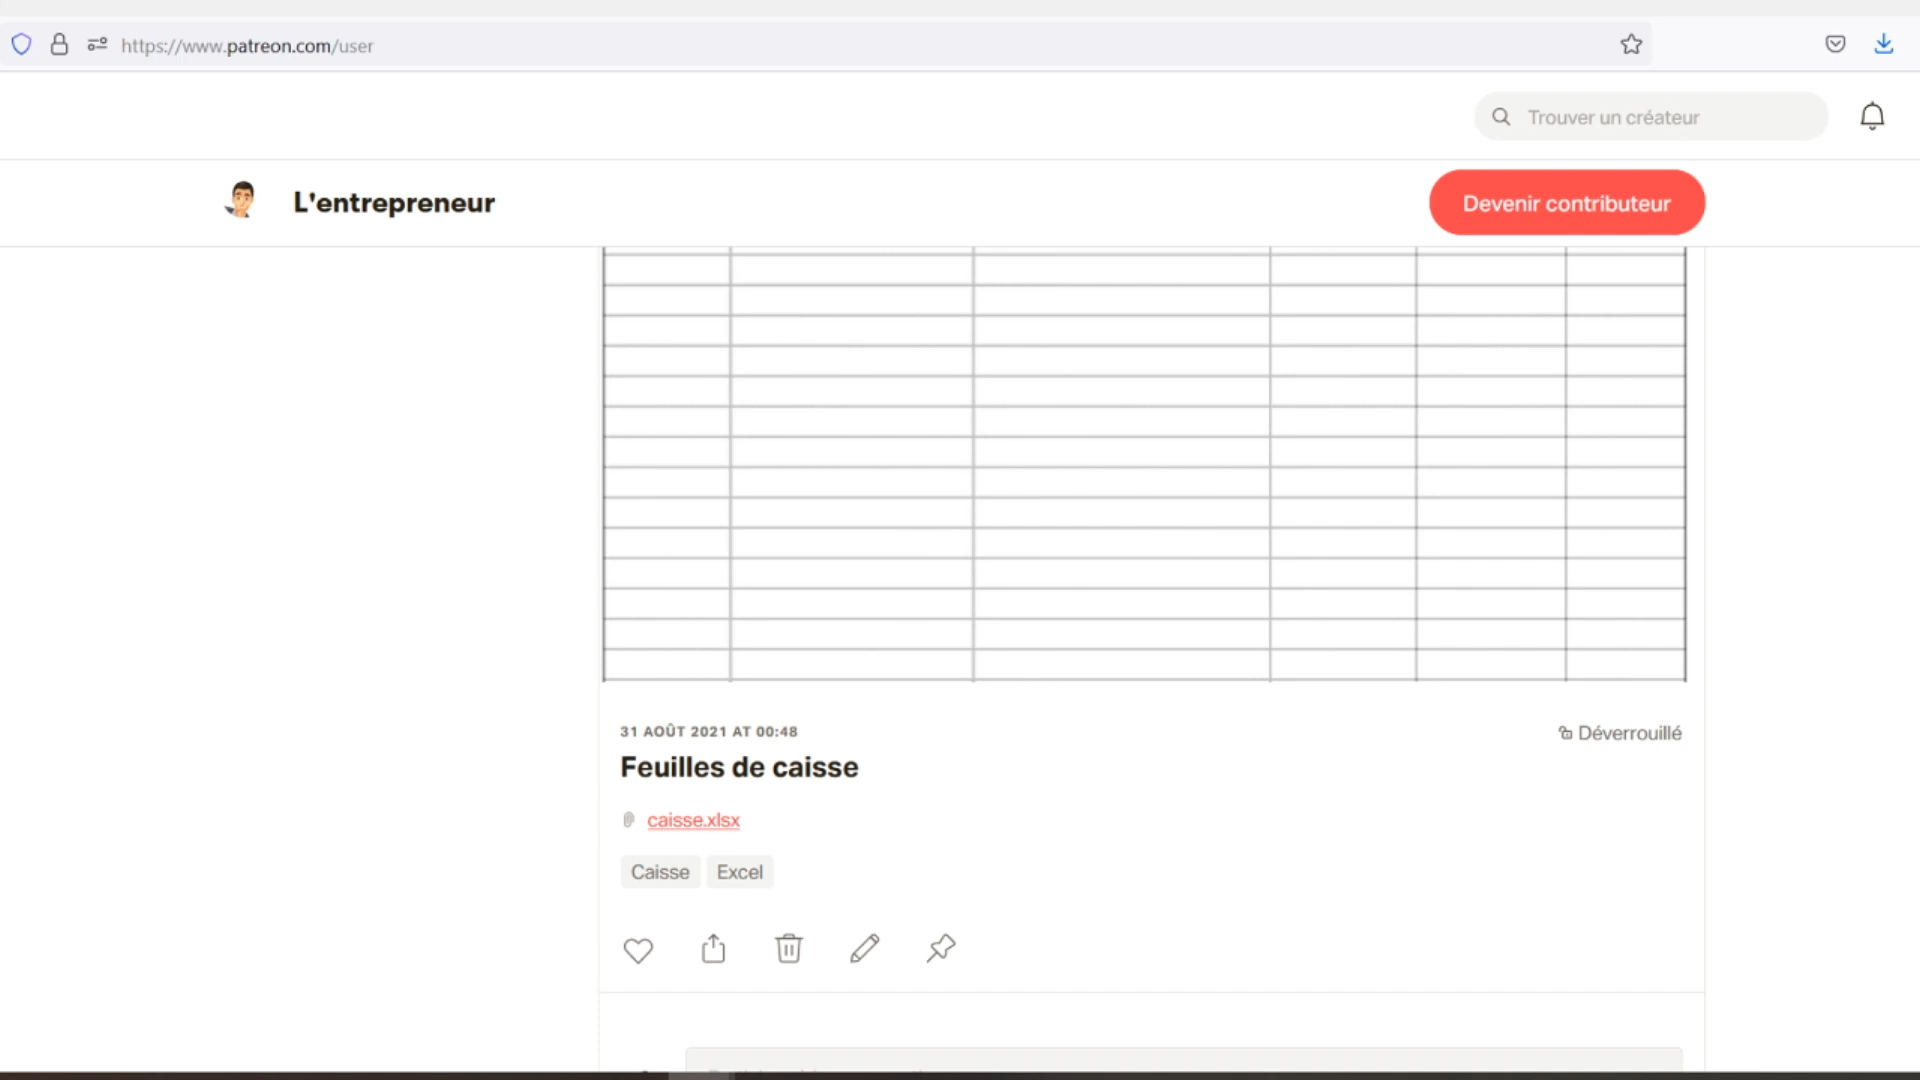 https://www.patreon.com/user
Trouver un créateur
L'entrepreneur
Devenir contributeur
31 AOÛT 2021 AT 00:48
Déverrouillé
Feuilles de caisse
caisse.xlsx
Caisse
Excel